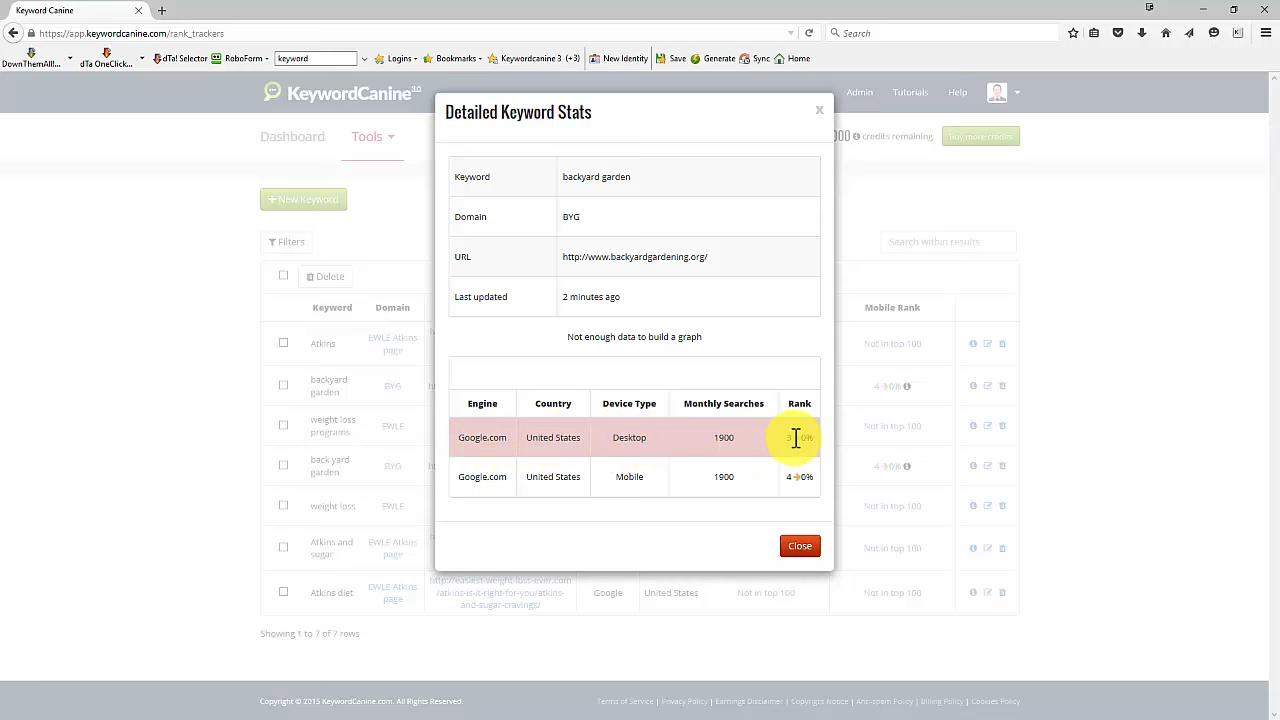 Keyword Canine
https://app.keywordcanine.com/rank_trackers
Search
DownThemAll!...
dTa OneClick...
dTa! Selector
RoboForm
keyword
Logins
Bookmarks
Keywordcanine 3 (+3)
New Identity
Save
Generate
Sync
Home
KeywordCanine 3.0
Admin
Tutorials
Help
Dashboard
Tools
000 credits remaining
Buy more credits
+ New Keyword
Filters
Search within results
Delete
Keyword
Domain
Mobile Rank
Atkins
EWLE Atkins
page
Not in top 100
backyard
garden
BYG
4 → 0%
weight loss
programs
EWLE
Not in top 100
back yard
garden
BYG
4 → 0%
weight loss
EWLE
Not in top 100
Atkins and
sugar
EWLE Atkins
page
Not in top 100
Atkins diet
EWLE Atkins
page
http://easiest-weight-loss-ever.com
/atkins-is-it-right-for-you/atkins-
and-sugar-cravings/
Google
United States
Not in top 100
Not in top 100
Showing 1 to 7 of 7 rows
Detailed Keyword Stats
x
Keyword
backyard garden
Domain
BYG
URL
http://www.backyardgardening.org/
Last updated
2 minutes ago
Not enough data to build a graph
Engine Country Device Type Monthly Searches Rank
Google.com United States Desktop 1900 3 0%
Google.com United States Mobile 1900 4 → 0%
Close
Copyright © 2015 KeywordCanine.com. All Rights Reserved.
Terms of Service | Privacy Policy | Earnings Disclaimer | Copyright Notice | Anti-spam Policy | Billing Policy | Cookies Policy